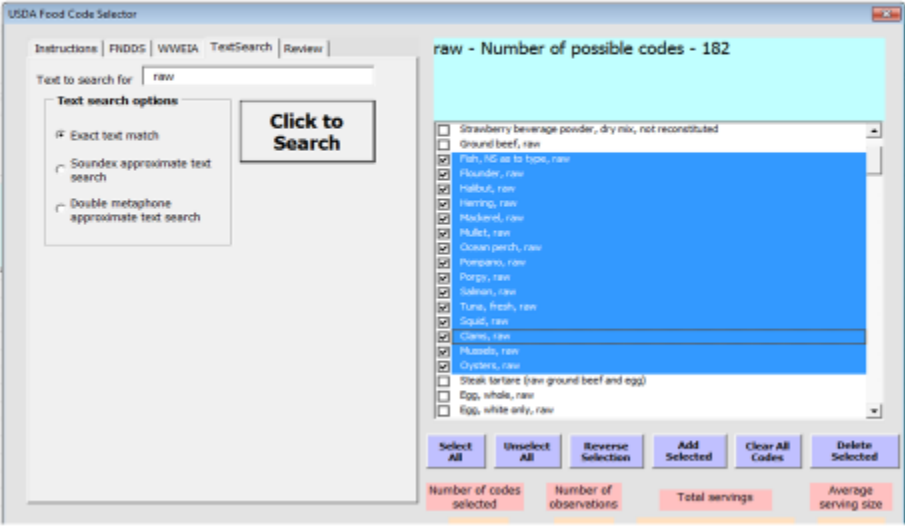 USDA Food Code Selector
Instructions FNDDS WWEIA TextSearch Review
Text to search for raw
Text search options
Exact text match
Soundex approximate text
search
Double metaphone
approximate text search
Click to
Search
raw - Number of possible codes - 182
Strawberry beverage powder, dry mix, not reconstituted
Ground beef, raw
Fish, NS as to type, raw
Flounder, raw
Halibut, raw
Herring, raw
Mackerel, raw
Mullet, raw
Ocean perch, raw
Pompano, raw
Porgy, raw
Salmon, raw
Tuna, fresh, raw
Squid, raw
Clams, raw
Mussels, raw
Oysters, raw
Steak tartare (raw ground beef and egg)
Egg, whole, raw
Egg, white only, raw
Select
All
Unselect
All
Reverse
Selection
Add
Selected
Clear All
Codes
Delete
Selected
Number of codes
selected
Number of
observations
Total servings
Average
serving size